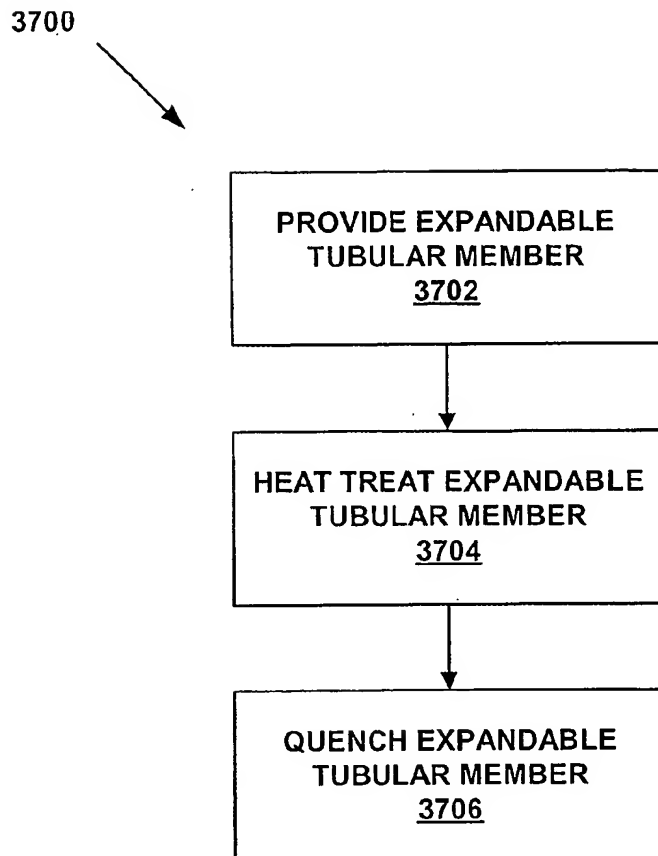 3700
PROVIDE EXPANDABLE
TUBULAR MEMBER
3702
HEAT TREAT EXPANDABLE
TUBULAR MEMBER
3704
QUENCH EXPANDABLE
TUBULAR MEMBER
3706